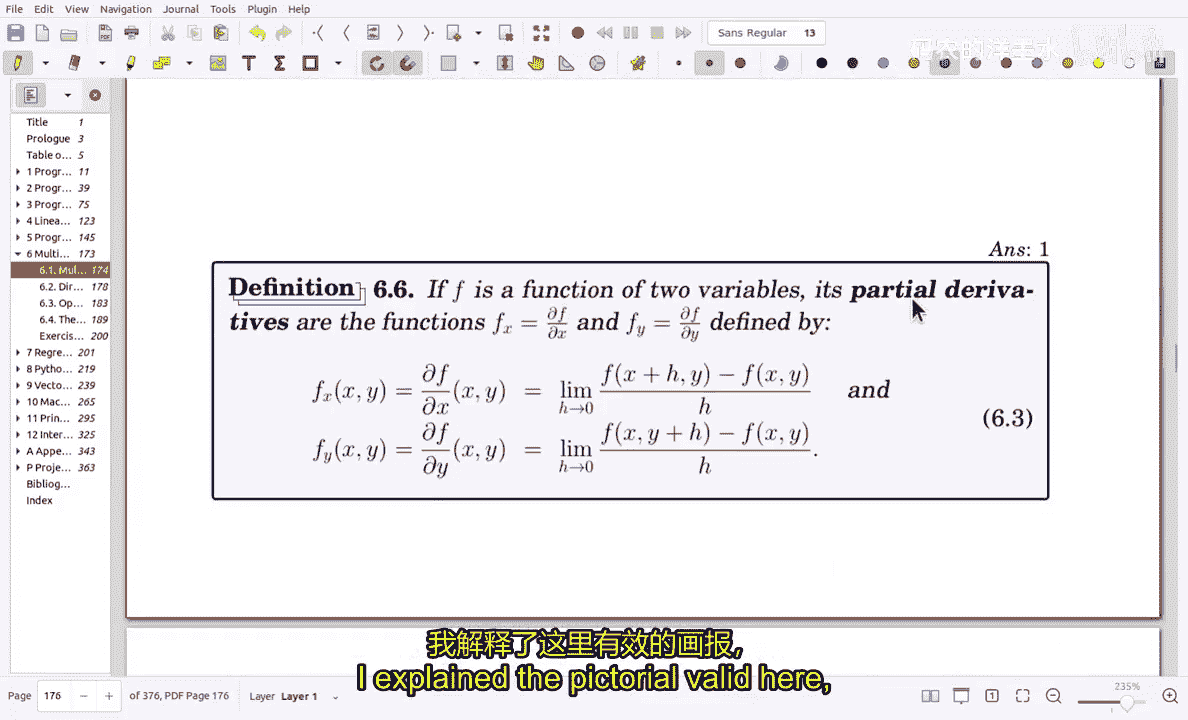 File Edit View Navigation Journal Tools Plugin Help
Sans Regular 13
Title 1
Prologue 3
Table o... 5
1 Progr... 11
2 Progr... 39
3 Progr... 75
4 Linea... 123
5 Progr... 145
6 Multi... 173
6.1. Mul... 174
6.2. Dir... 178
6.3. Op... 183
6.4. The... 189
Exercis... 200
7 Regre... 201
8 Pytho... 219
9 Vecto... 239
10 Mac... 265
11 Prin... 295
12 Inter... 325
A Appe... 343
P Proje... 363
Bibliog...
Index
Ans: 1
Definition 6.6. If f is a function of two variables, its partial deriva-
tives are the functions f_x = ∂f/∂x and f_y = ∂f/∂y defined by:
f_x(x, y) = ∂f/∂x (x, y) = lim_{h→0} (f(x + h, y) − f(x, y))/h and
(6.3)
f_y(x, y) = ∂f/∂y (x, y) = lim_{h→0} (f(x, y + h) − f(x, y))/h.
我解释了这里有效的画报,
I explained the pictorial valid here,
Page 176 of 376, PDF Page 176 Layer Layer 1 235%